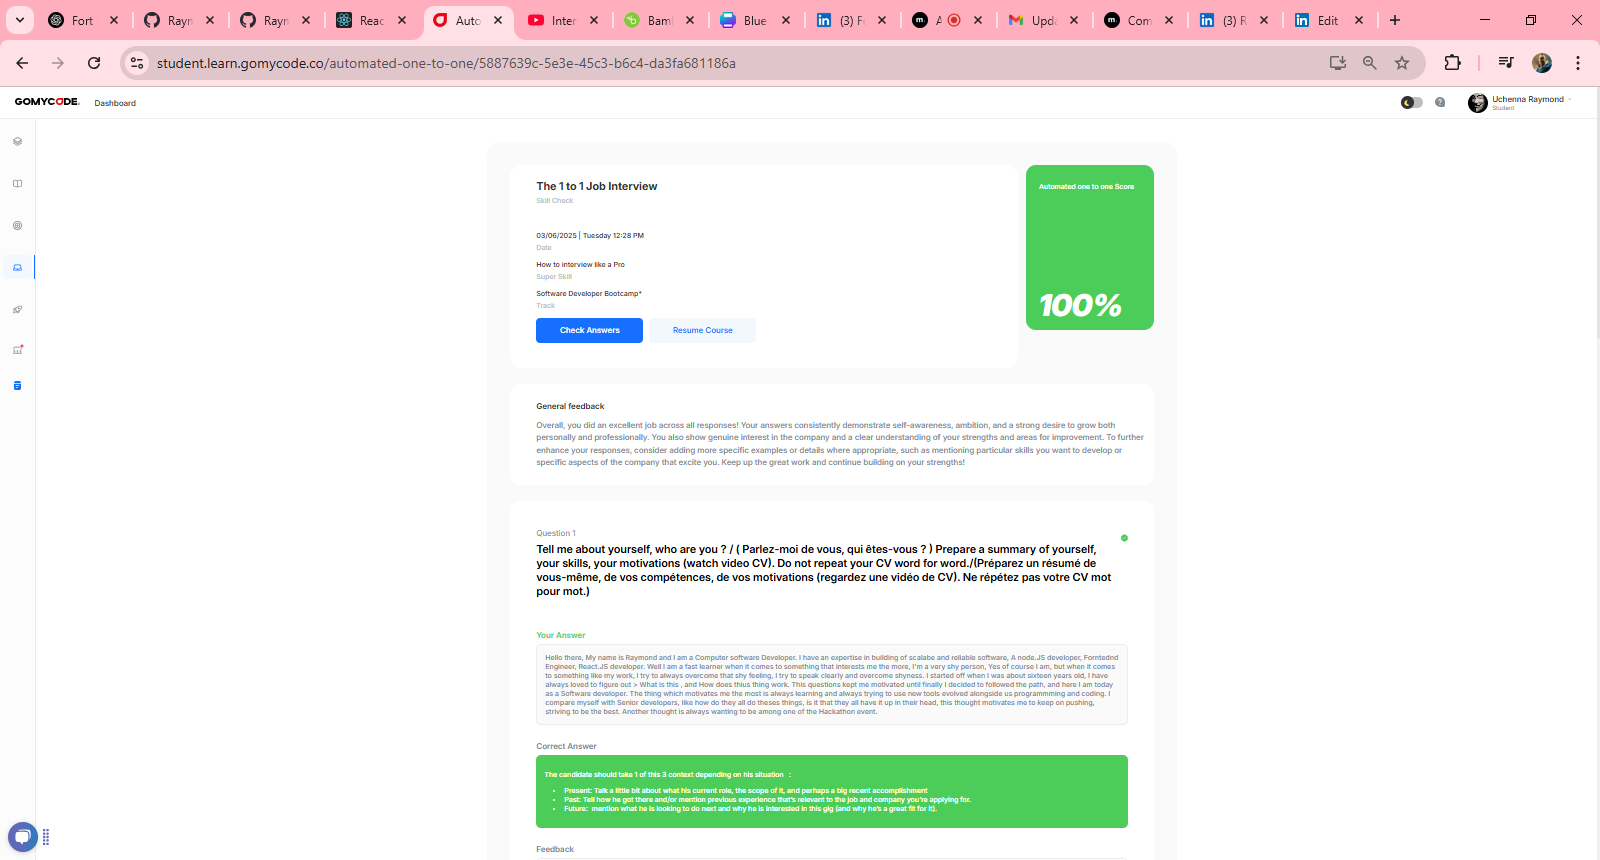 Fort
Rayn
Rayn
Reac
Auto
Inter
Baml
Blue
(3) F
A
Upda
Com
(3) R
Edit
student.learn.gomycode.co/automated-one-to-one/5887639c-5e3e-45c3-b6c4-da3fa681186a
GOMYCODE.
Dashboard
Uchenna Raymond
Student
The 1 to 1 Job Interview
Skill Check
03/06/2025 | Tuesday 12:28 PM
Date
How to interview like a Pro
Super Skill
Software Developer Bootcamp*
Track
Check Answers
Resume Course
Automated one to one Score
100%
General feedback
Overall, you did an excellent job across all responses! Your answers consistently demonstrate self-awareness, ambition, and a strong desire to grow both
personally and professionally. You also show genuine interest in the company and a clear understanding of your strengths and areas for improvement. To further
enhance your responses, consider adding more specific examples or details where appropriate, such as mentioning particular skills you want to develop or
specific aspects of the company that excite you. Keep up the great work and continue building on your strengths!
Question 1
Tell me about yourself, who are you ? / ( Parlez-moi de vous, qui êtes-vous ? ) Prepare a summary of yourself,
your skills, your motivations (watch video CV). Do not repeat your CV word for word./(Préparez un résumé de
vous-même, de vos compétences, de vos motivations (regardez une vidéo de CV). Ne répétez pas votre CV mot
pour mot.)
Your Answer
Hello there, My name is Raymond and I am a Computer software Developer. I have an expertise in building of scalabe and reliable software, A node.JS developer, Forntednd
Engineer, React.JS developer. Well I am a fast learner when it comes to something that interests me the more, I'm a very shy person, Yes of course I am, but when it comes
to something like my work, I try to always overcome that shy feeling, I try to speak clearly and overcome shyness. I started off when I was about sixteen years old, I have
always loved to figure out > What is this , and How does thius thing work. This questions kept me motivated until finally I decided to followed the path, and here I am today
as a Software developer. The thing which motivates me the most is always learning and always trying to use new tools evolved alongside us programmming and coding. I
compare myself with Senior developers, like how do they all do theses things, is it that they all have it up in their head, this thought motivates me to keep on pushing,
striving to be the best. Another thought is always wanting to be among one of the Hackathon event.
Correct Answer
The candidate should take 1 of this 3 context depending on his situation :
• Present: Talk a little bit about what his current role, the scope of it, and perhaps a big recent accomplishment
• Past: Tell how he got there and/or mention previous experience that's relevant to the job and company you're applying for.
• Future: mention what he is looking to do next and why he is interested in this gig (and why he's a great fit for it).
Feedback